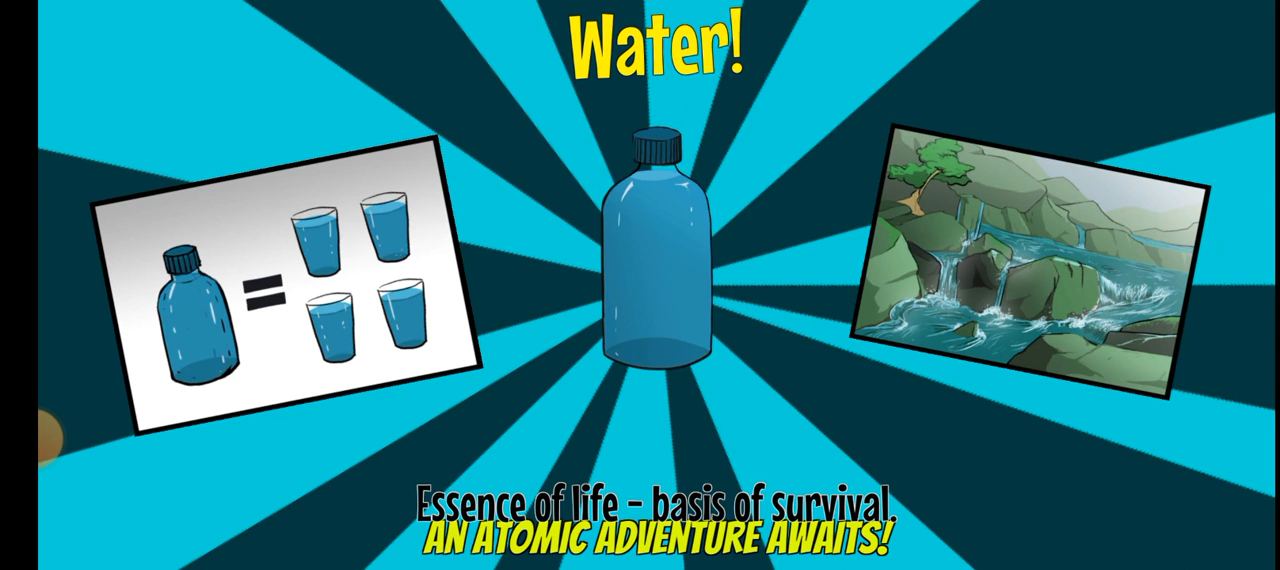 Water!
Essence of life - basis of survival.
AN ATOMIC ADVENTURE AWAITS!